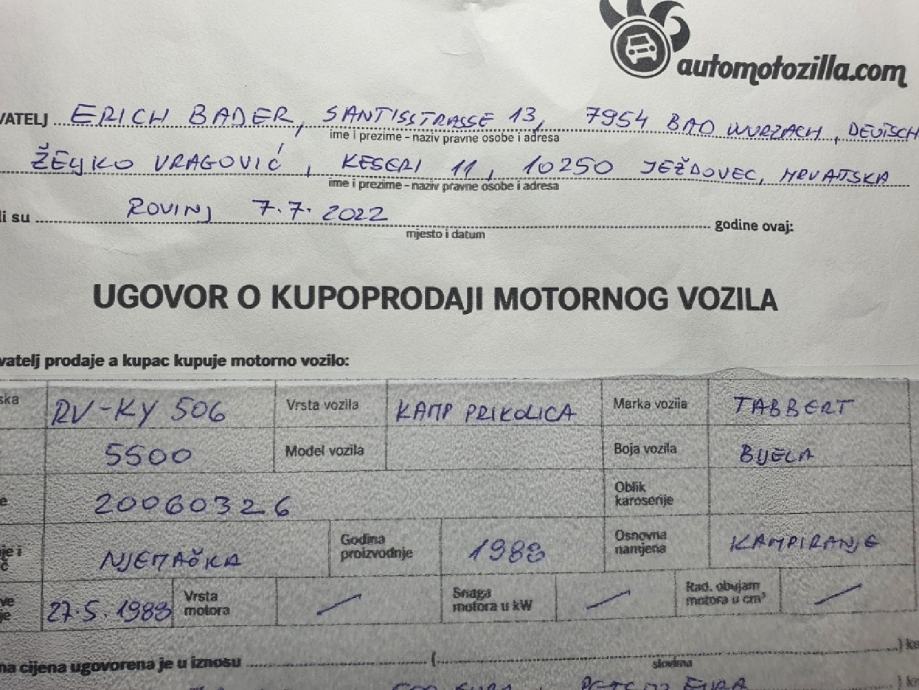 automotozilla.com
VATELJ ERICH BADER, SANTISSTRASSE 13, 7954 BAD WURZACH, DEUTSCH
ime i prezime - naziv pravne osobe i adresa
ŽELJKO VRAGOVIĆ, KESERI 11, 10250 JEŽDOVEC, HRVATSKA
ime i prezime - naziv pravne osobe i adresa
li su ROVINJ 7.7.2022 godine ovaj:
mjesto i datum
UGOVOR O KUPOPRODAJI MOTORNOG VOZILA
vatelj prodaje a kupac kupuje motorno vozilo:
ska RV-KY 506 Vrsta vozila KAMP PRIKOLICA Marka vozila TABBERT
5500 Model vozila Boja vozila BIJELA
e 20060326 Oblik karoserije
je i NJEMAČKA Godina proizvodnje 1988 Osnovna namjena KAMPIRANJE
ve je 27.5.1988 Vrsta motora / Snaga motora u kW / Rad. obujam motora u cm³ /
na cijena ugovorena je u iznosu ( ) k
slovima